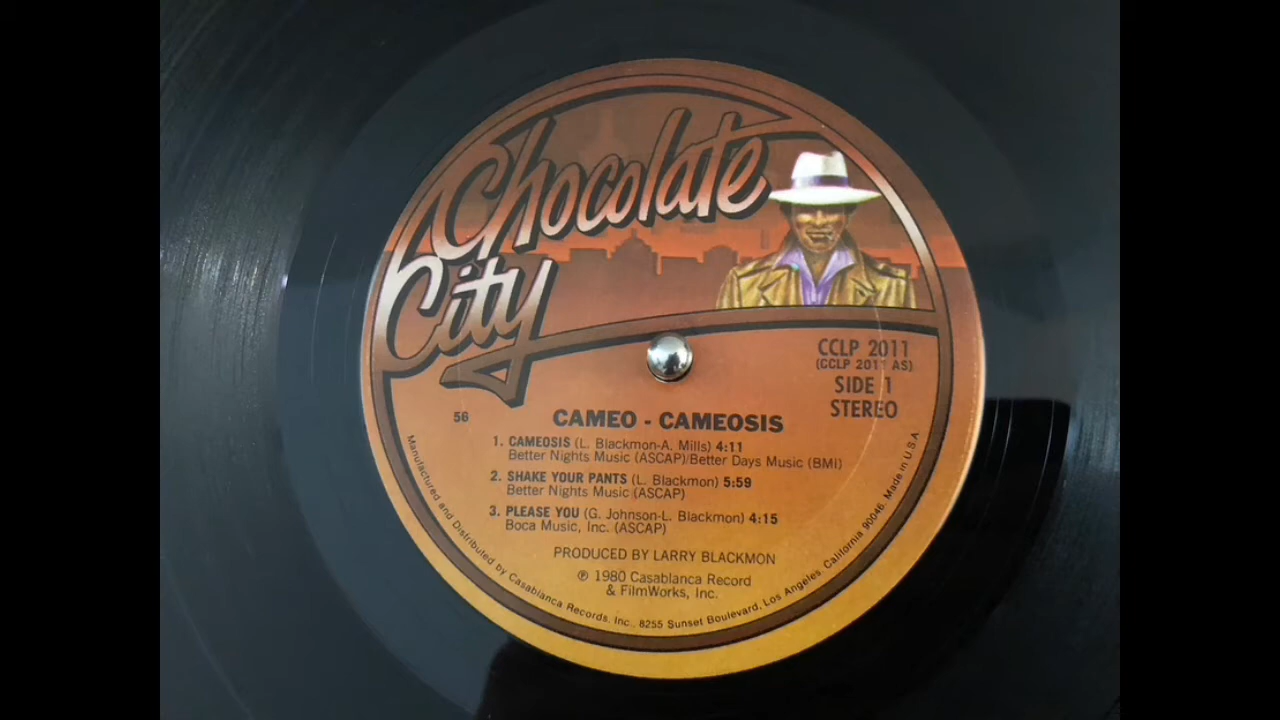 Chocolate
City
CCLP 2011
(CCLP 2011 AS)
SIDE 1
STEREO
56
CAMEO - CAMEOSIS
1. CAMEOSIS (L. Blackmon-A. Mills) 4:11
Better Nights Music (ASCAP)/Better Days Music (BMI)
2. SHAKE YOUR PANTS (L. Blackmon) 5:59
Better Nights Music (ASCAP)
3. PLEASE YOU (G. Johnson-L. Blackmon) 4:15
Boca Music, Inc. (ASCAP)
PRODUCED BY LARRY BLACKMON
℗ 1980 Casablanca Record
& FilmWorks, Inc.
Manufactured and Distributed by Casablanca Records, Inc., 8255 Sunset Boulevard, Los Angeles, California 90046. Made in U.S.A